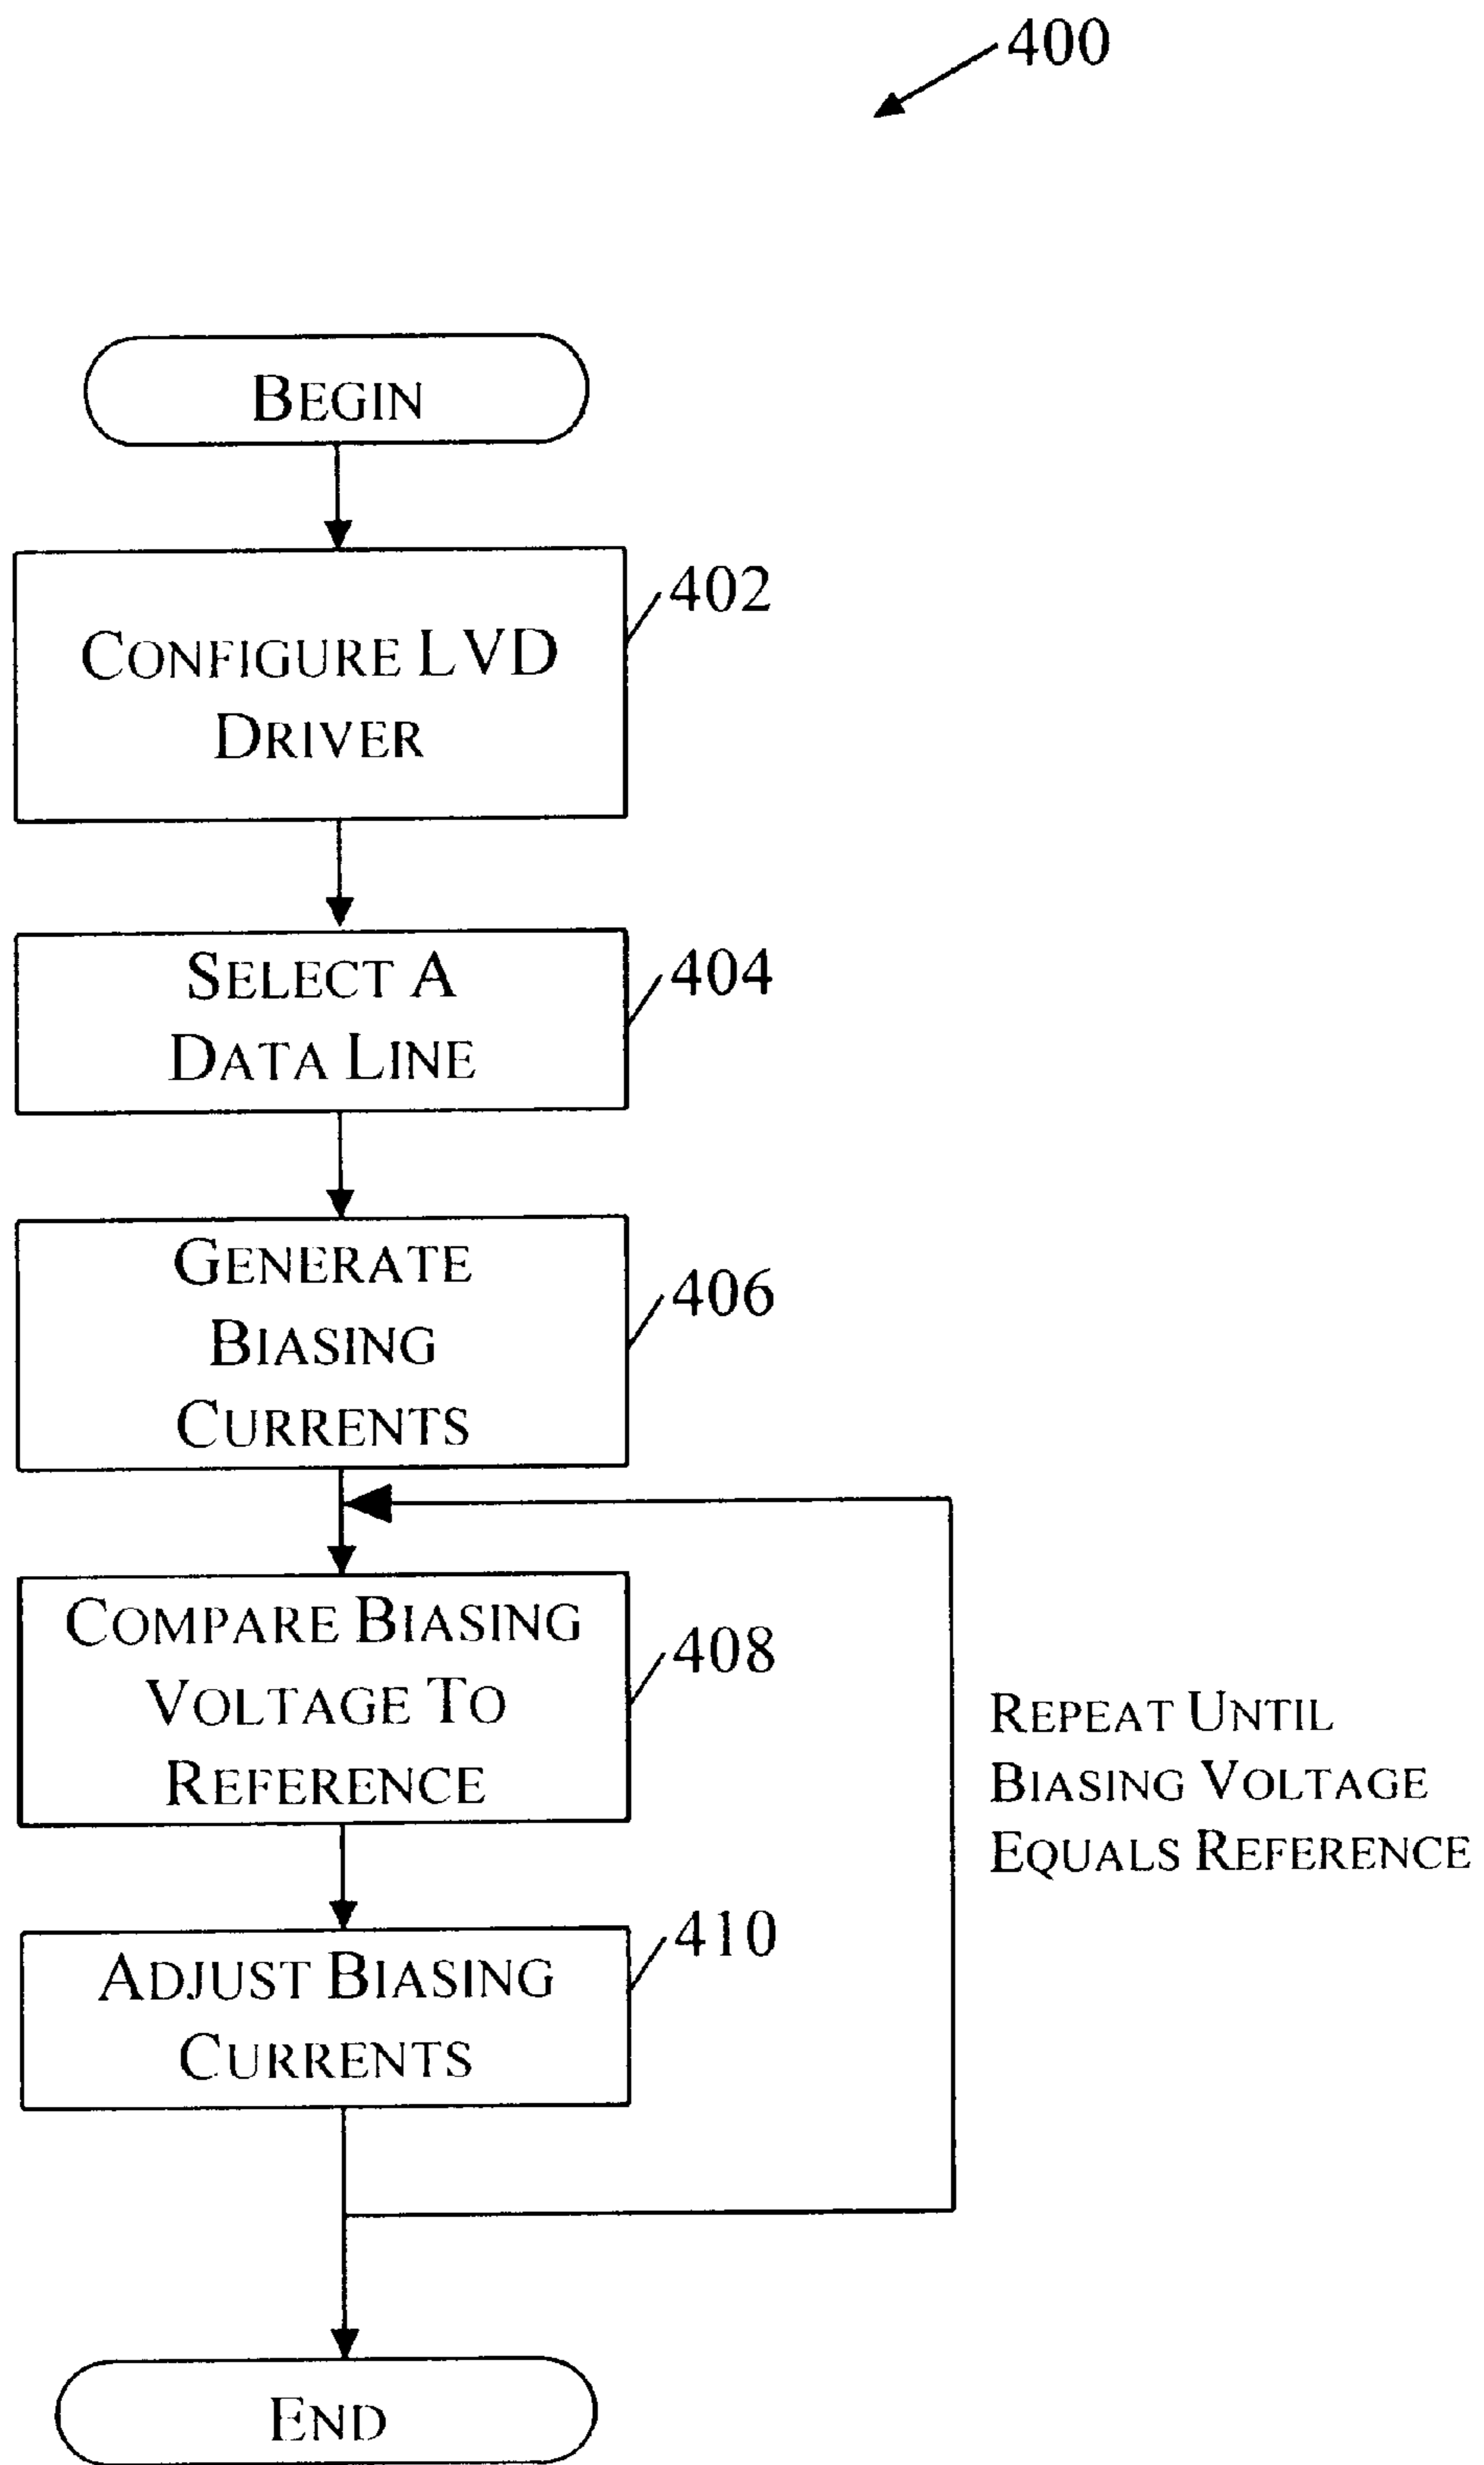 400
BEGIN
402
CONFIGURE LVD
DRIVER
404
SELECT A
DATA LINE
406
GENERATE
BIASING
CURRENTS
408
COMPARE BIASING
VOLTAGE TO
REFERENCE
REPEAT UNTIL
BIASING VOLTAGE
EQUALS REFERENCE
410
ADJUST BIASING
CURRENTS
END